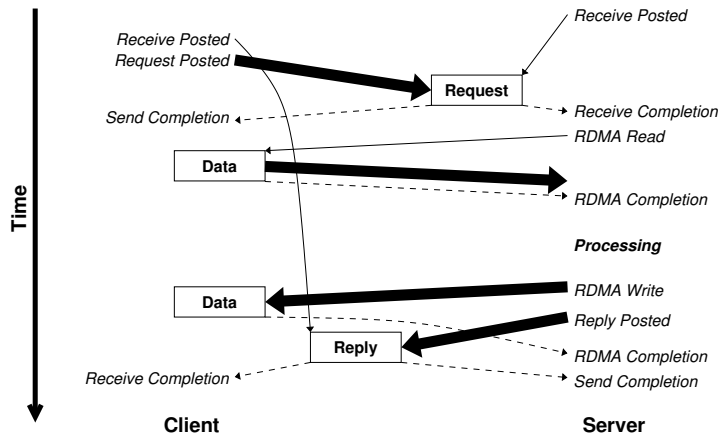 Receive Posted
Receive Posted
Request Posted
Request
Send Completion
Receive Completion
RDMA Read
Data
RDMA Completion
Time
Processing
Data
RDMA Write
Reply Posted
Reply
RDMA Completion
Receive Completion
Send Completion
Client
Server